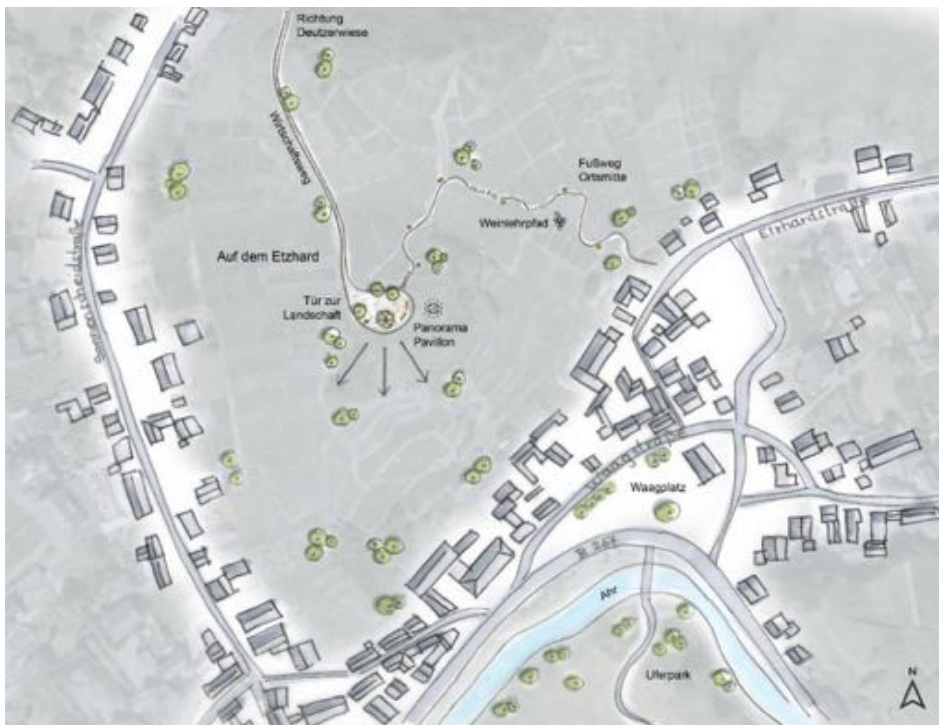 Richtung
Deutzerwiese
Wirtschaftsweg
Fußweg
Ortsmitte
Weinlehrpfad
Etzhardstraße
Auf dem Etzhard
Tür zur
Landschaft
Panorama
Pavillon
Waagplatz
Ahr
Uferpark
N